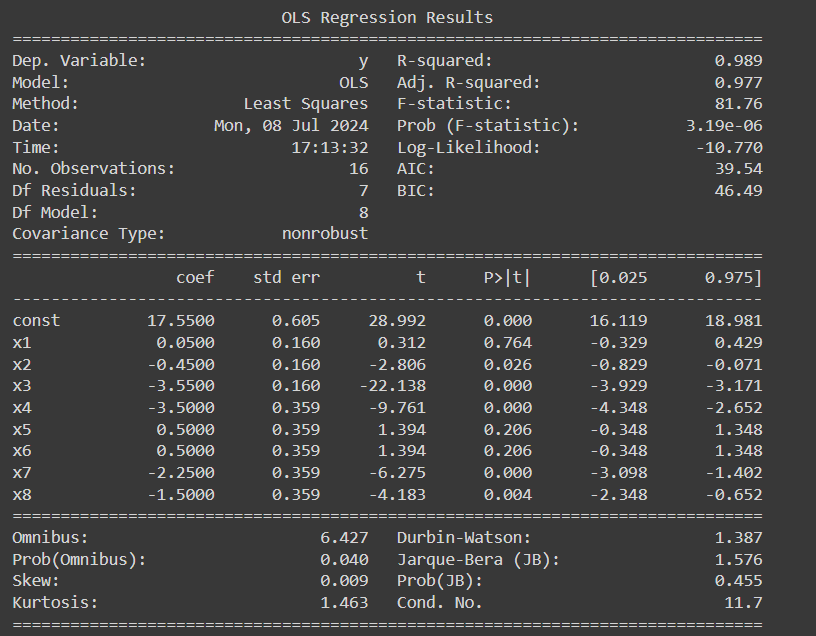 OLS Regression Results
==============================================================================
Dep. Variable: y R-squared: 0.989
Model: OLS Adj. R-squared: 0.977
Method: Least Squares F-statistic: 81.76
Date: Mon, 08 Jul 2024 Prob (F-statistic): 3.19e-06
Time: 17:13:32 Log-Likelihood: -10.770
No. Observations: 16 AIC: 39.54
Df Residuals: 7 BIC: 46.49
Df Model: 8
Covariance Type: nonrobust
==============================================================================
coef std err t P>|t| [0.025 0.975]
------------------------------------------------------------------------------
const 17.5500 0.605 28.992 0.000 16.119 18.981
x1 0.0500 0.160 0.312 0.764 -0.329 0.429
x2 -0.4500 0.160 -2.806 0.026 -0.829 -0.071
x3 -3.5500 0.160 -22.138 0.000 -3.929 -3.171
x4 -3.5000 0.359 -9.761 0.000 -4.348 -2.652
x5 0.5000 0.359 1.394 0.206 -0.348 1.348
x6 0.5000 0.359 1.394 0.206 -0.348 1.348
x7 -2.2500 0.359 -6.275 0.000 -3.098 -1.402
x8 -1.5000 0.359 -4.183 0.004 -2.348 -0.652
==============================================================================
Omnibus: 6.427 Durbin-Watson: 1.387
Prob(Omnibus): 0.040 Jarque-Bera (JB): 1.576
Skew: 0.009 Prob(JB): 0.455
Kurtosis: 1.463 Cond. No. 11.7
==============================================================================